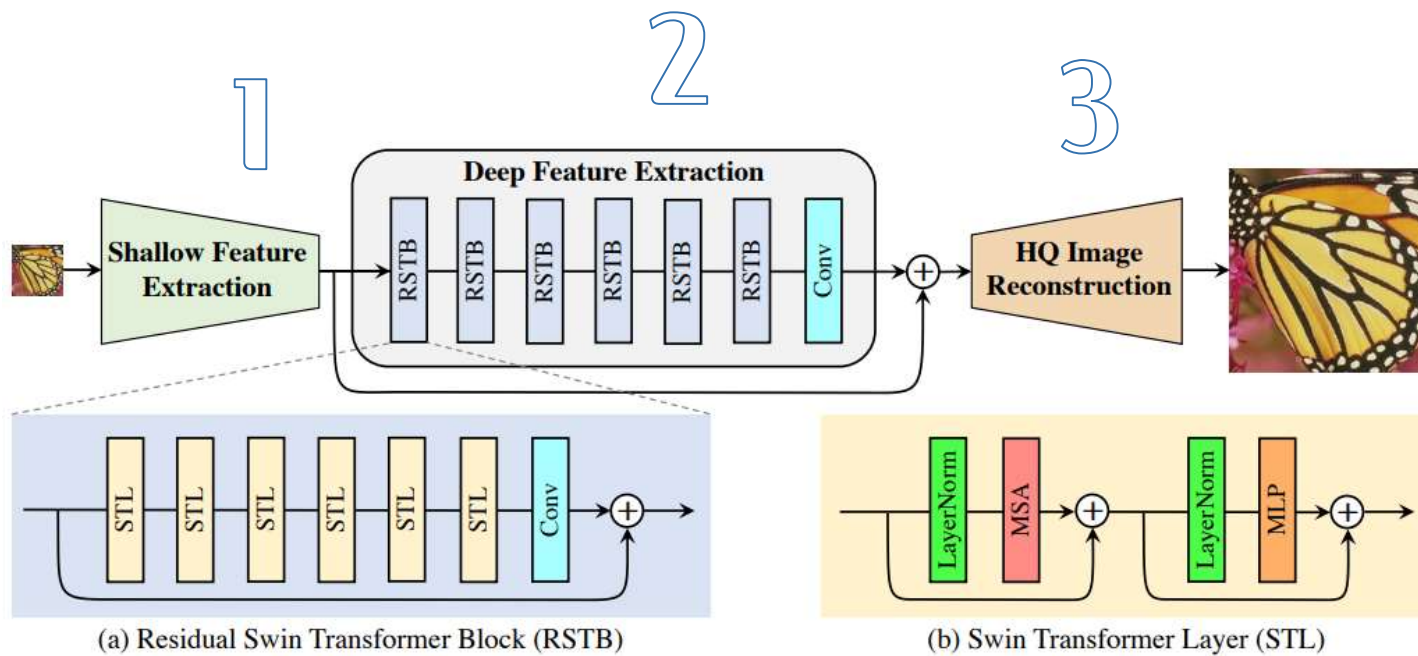 1
2
3
Deep Feature Extraction
Shallow Feature
Extraction
RSTB
RSTB
RSTB
RSTB
RSTB
RSTB
Conv
+
HQ Image
Reconstruction
STL
STL
STL
STL
STL
STL
Conv
+
LayerNorm
MSA
+
LayerNorm
MLP
+
(a) Residual Swin Transformer Block (RSTB)
(b) Swin Transformer Layer (STL)